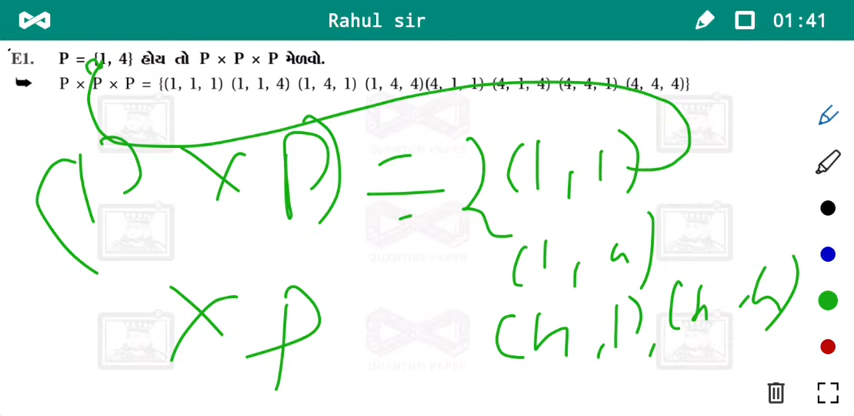 Rahul sir
01:41
E1. P = {1, 4} હોય તો P × P × P મેળવો.
➥ P × P × P = {(1, 1, 1) (1, 1, 4) (1, 4, 1) (1, 4, 4)(4, 1, 1) (4, 1, 4) (4, 4, 1) (4, 4, 4)}
(P × P) = {(1, 1)
(1, 4)
× P (4, 1), (4, 4)